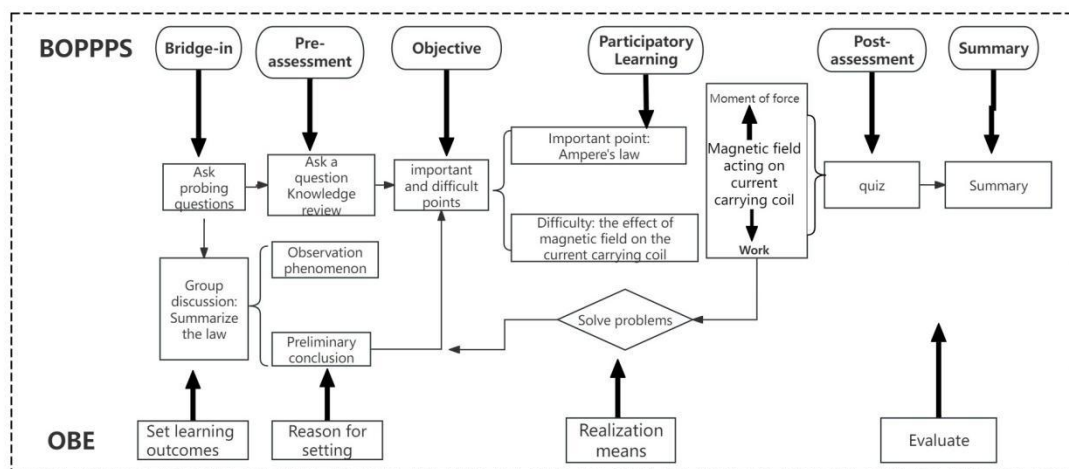 BOPPPS
Bridge-in
Pre-
assessment
Objective
Participatory
Learning
Post-
assessment
Summary
Ask
probing
questions
Ask a
question
Knowledge
review
important
and difficult
points
Important point:
Ampere's law
Difficulty: the effect of
magnetic field on the
current carrying coil
Moment of force
Magnetic field
acting on
current
carrying coil
Work
quiz
Summary
Group
discussion:
Summarize
the law
Observation
phenomenon
Preliminary
conclusion
Solve problems
OBE
Set learning
outcomes
Reason for
setting
Realization
means
Evaluate